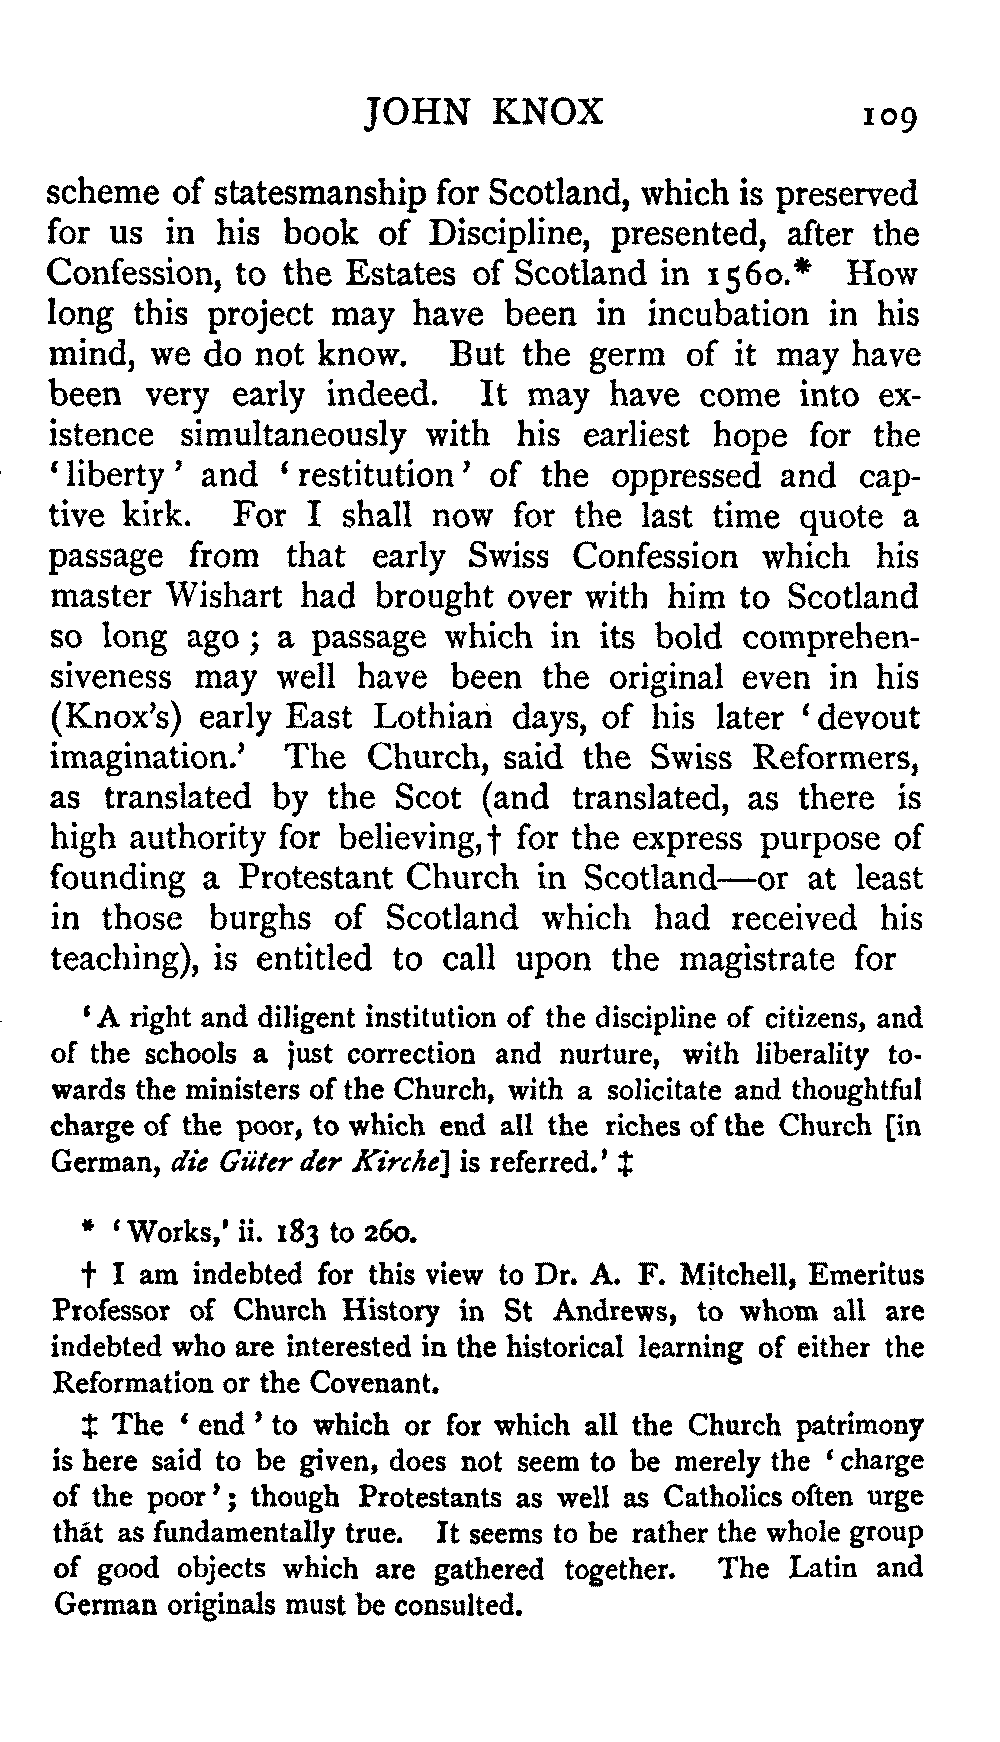 JOHN KNOX 109
scheme of statesmanship for Scotland, which is preserved
for us in his book of Discipline, presented, after the
Confession, to the Estates of Scotland in 1560.* How
long this project may have been in incubation in his
mind, we do not know. But the germ of it may have
been very early indeed. It may have come into ex-
istence simultaneously with his earliest hope for the
‘liberty’ and ‘restitution’ of the oppressed and cap-
tive kirk. For I shall now for the last time quote a
passage from that early Swiss Confession which his
master Wishart had brought over with him to Scotland
so long ago; a passage which in its bold comprehen-
siveness may well have been the original even in his
(Knox’s) early East Lothian days, of his later ‘devout
imagination.’ The Church, said the Swiss Reformers,
as translated by the Scot (and translated, as there is
high authority for believing,† for the express purpose of
founding a Protestant Church in Scotland—or at least
in those burghs of Scotland which had received his
teaching), is entitled to call upon the magistrate for
‘A right and diligent institution of the discipline of citizens, and
of the schools a just correction and nurture, with liberality to-
wards the ministers of the Church, with a solicitate and thoughtful
charge of the poor, to which end all the riches of the Church [in
German, die Güter der Kirche] is referred.’ ‡
* ‘Works,’ ii. 183 to 260.
† I am indebted for this view to Dr. A. F. Mitchell, Emeritus
Professor of Church History in St Andrews, to whom all are
indebted who are interested in the historical learning of either the
Reformation or the Covenant.
‡ The ‘end’ to which or for which all the Church patrimony
is here said to be given, does not seem to be merely the ‘charge
of the poor’; though Protestants as well as Catholics often urge
that as fundamentally true. It seems to be rather the whole group
of good objects which are gathered together. The Latin and
German originals must be consulted.